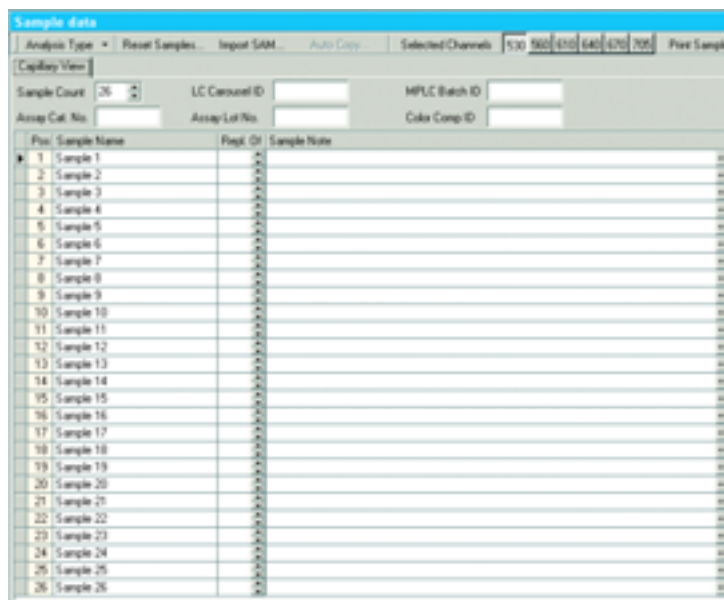 Sample data
Analysis Type Reset Samples... Import SAM... Auto Copy... Selected Channels 530 560 610 640 670 705 Print Sampl
Capillary View
Sample Count 26 LC Carousel ID MPLC Batch ID
Assay Cat. No. Assay Lot No. Color Comp ID
Pos Sample Name Repl. Of Sample Note
1 Sample 1
2 Sample 2
3 Sample 3
4 Sample 4
5 Sample 5
6 Sample 6
7 Sample 7
8 Sample 8
9 Sample 9
10 Sample 10
11 Sample 11
12 Sample 12
13 Sample 13
14 Sample 14
15 Sample 15
16 Sample 16
17 Sample 17
18 Sample 18
19 Sample 19
20 Sample 20
21 Sample 21
22 Sample 22
23 Sample 23
24 Sample 24
25 Sample 25
26 Sample 26